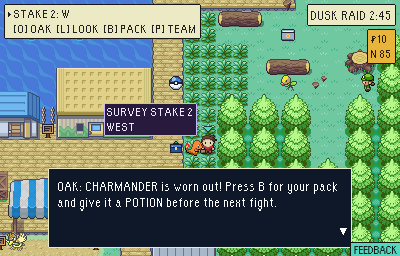 ▶STAKE 2: W
[O]OAK [L]LOOK [B]PACK [P]TEAM
DUSK RAID 2:45
₽10
N 85
SURVEY STAKE 2
WEST
OAK: CHARMANDER is worn out! Press B for your pack
and give it a POTION before the next fight.
FEEDBACK